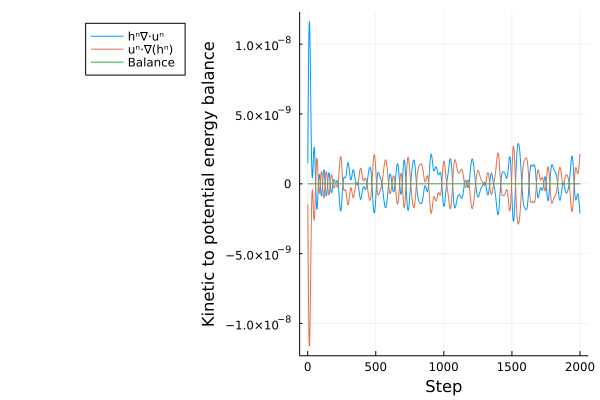 hⁿ∇·uⁿ
uⁿ·∇(hⁿ)
Balance
Kinetic to potential energy balance
1.0×10⁻⁸
5.0×10⁻⁹
0
−5.0×10⁻⁹
−1.0×10⁻⁸
0 500 1000 1500 2000
Step